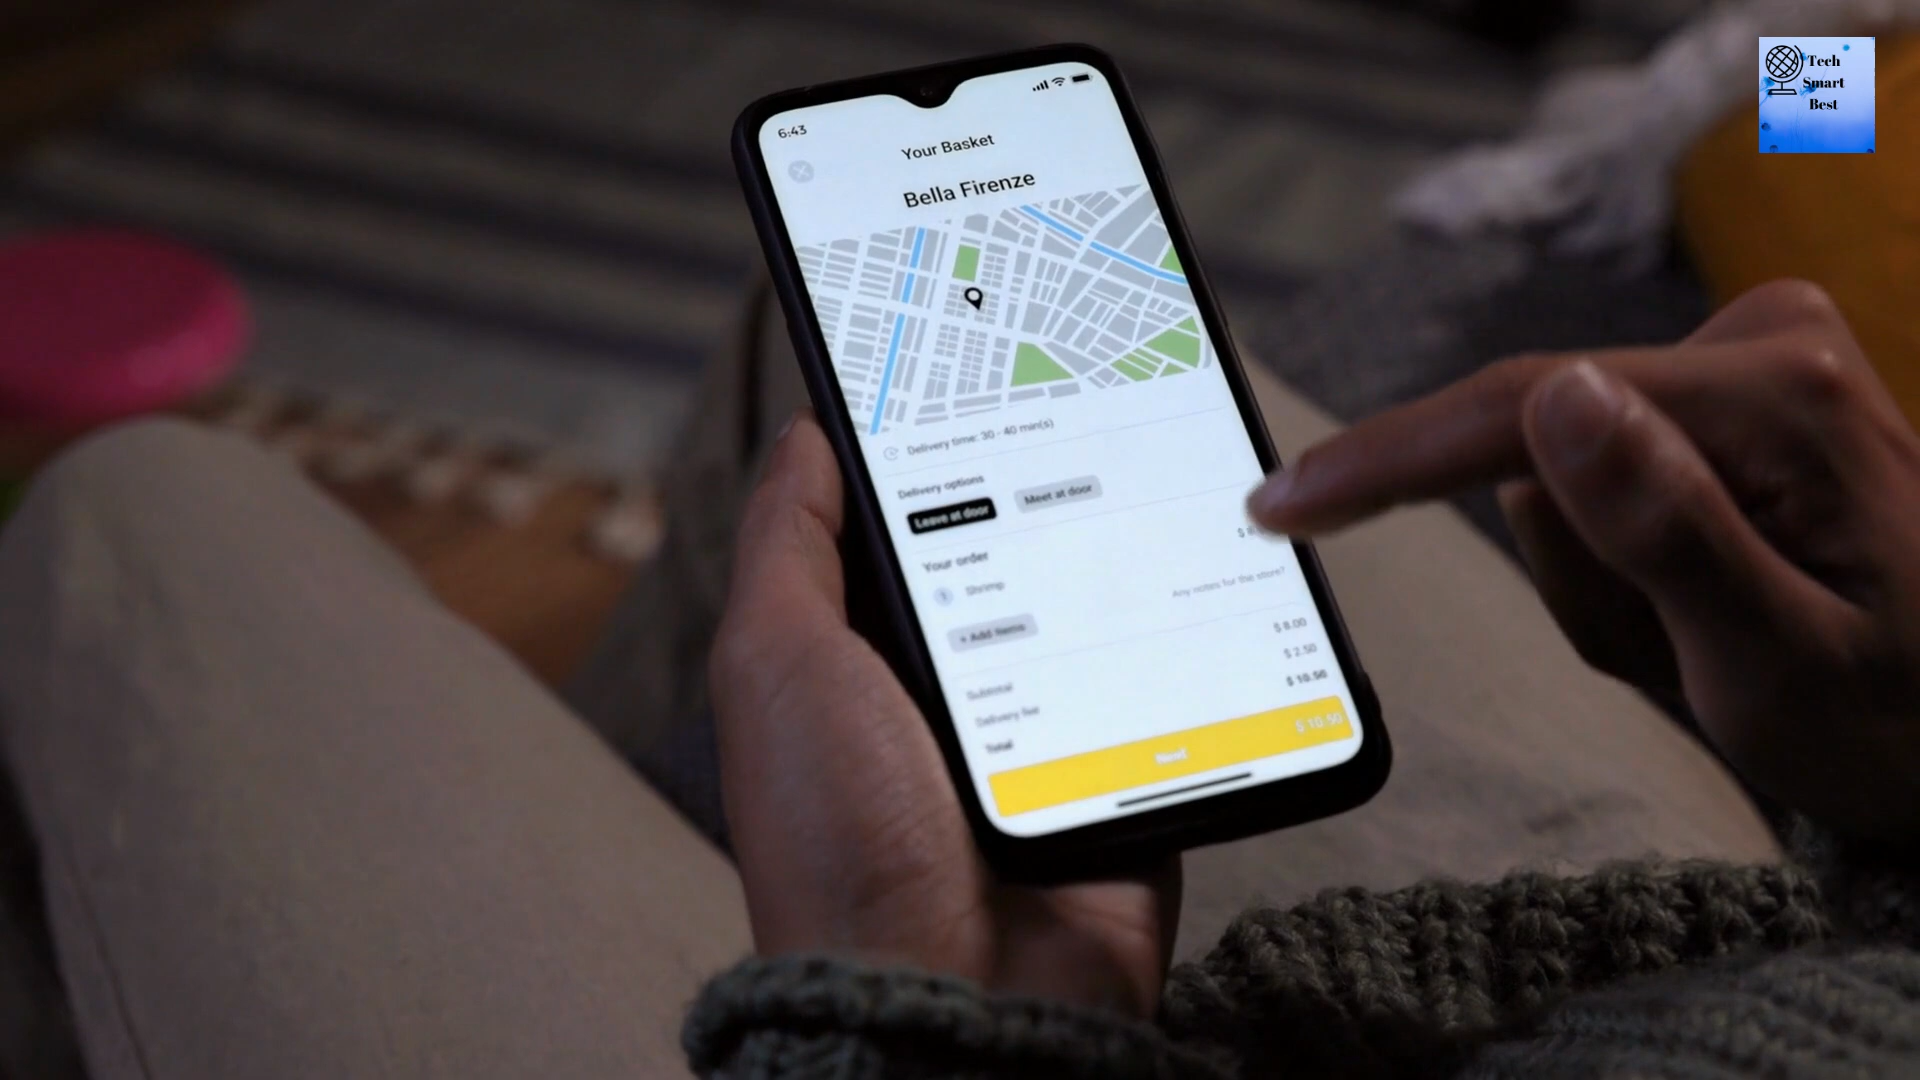 6:43
Your Basket
Bella Firenze
Delivery time: 30 - 40 min(s)
Delivery options
Leave at door
Meet at door
Your order
$ 8
1
Shrimp
Any notes for the store?
+ Add items
Subtotal
$ 8.00
Delivery fee
$ 2.50
Total
$ 10.50
Next
$ 10.50
Tech
Smart
Best